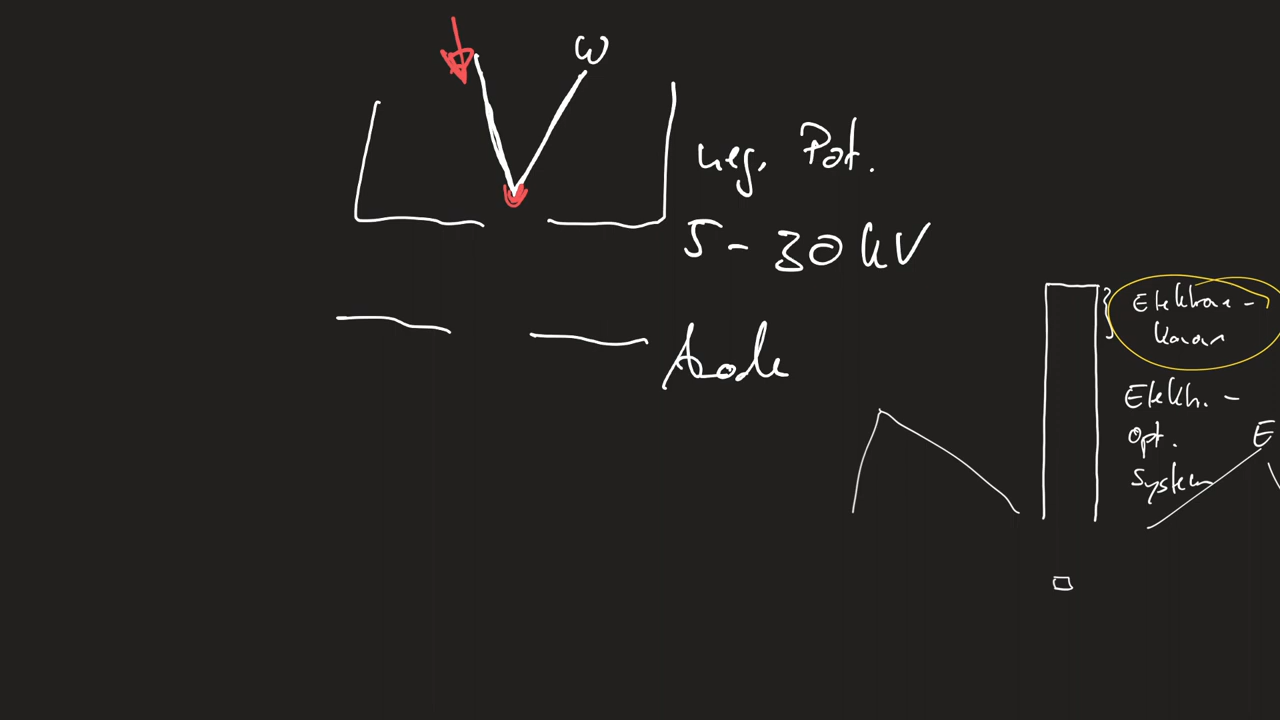 W
neg. Pot.
5 - 30 kV
Anode
Elektronen-
kanone
Elektr. -
opt.
System
E